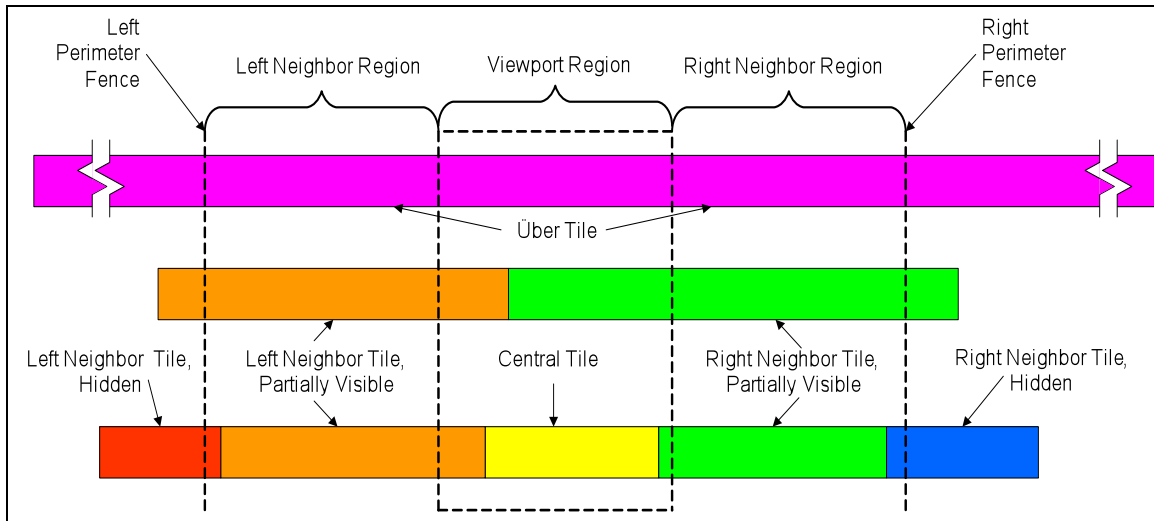 Left
Perimeter
Fence
Left Neighbor Region
Viewport Region
Right Neighbor Region
Right
Perimeter
Fence
Über Tile
Left Neighbor Tile,
Hidden
Left Neighbor Tile,
Partially Visible
Central Tile
Right Neighbor Tile,
Partially Visible
Right Neighbor Tile,
Hidden